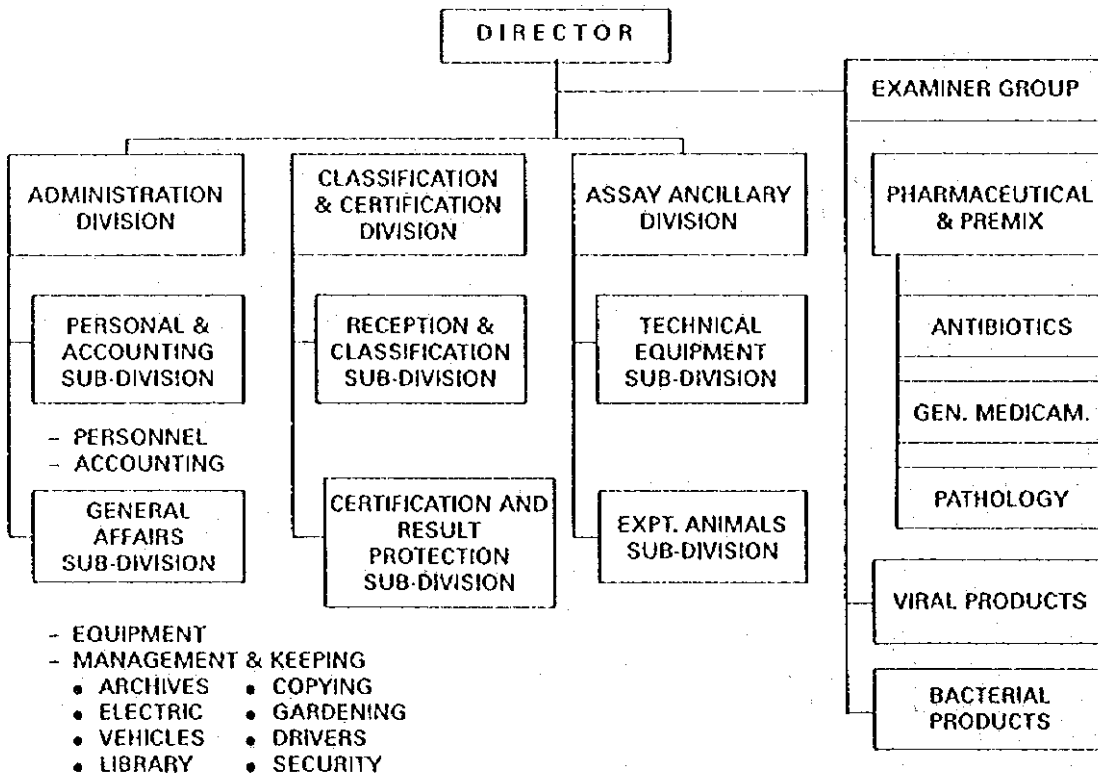 DIRECTOR
EXAMINER GROUP
ADMINISTRATION
DIVISION
CLASSIFICATION
& CERTIFICATION
DIVISION
ASSAY ANCILLARY
DIVISION
PHARMACEUTICAL
& PREMIX
PERSONAL &
ACCOUNTING
SUB-DIVISION
RECEPTION &
CLASSIFICATION
SUB-DIVISION
TECHNICAL
EQUIPMENT
SUB-DIVISION
ANTIBIOTICS
GEN. MEDICAM.
PATHOLOGY
- PERSONNEL
- ACCOUNTING
GENERAL
AFFAIRS
SUB-DIVISION
CERTIFICATION AND
RESULT
PROTECTION
SUB-DIVISION
EXPT. ANIMALS
SUB-DIVISION
VIRAL PRODUCTS
BACTERIAL
PRODUCTS
- EQUIPMENT
- MANAGEMENT & KEEPING
• ARCHIVES • COPYING
• ELECTRIC • GARDENING
• VEHICLES • DRIVERS
• LIBRARY • SECURITY